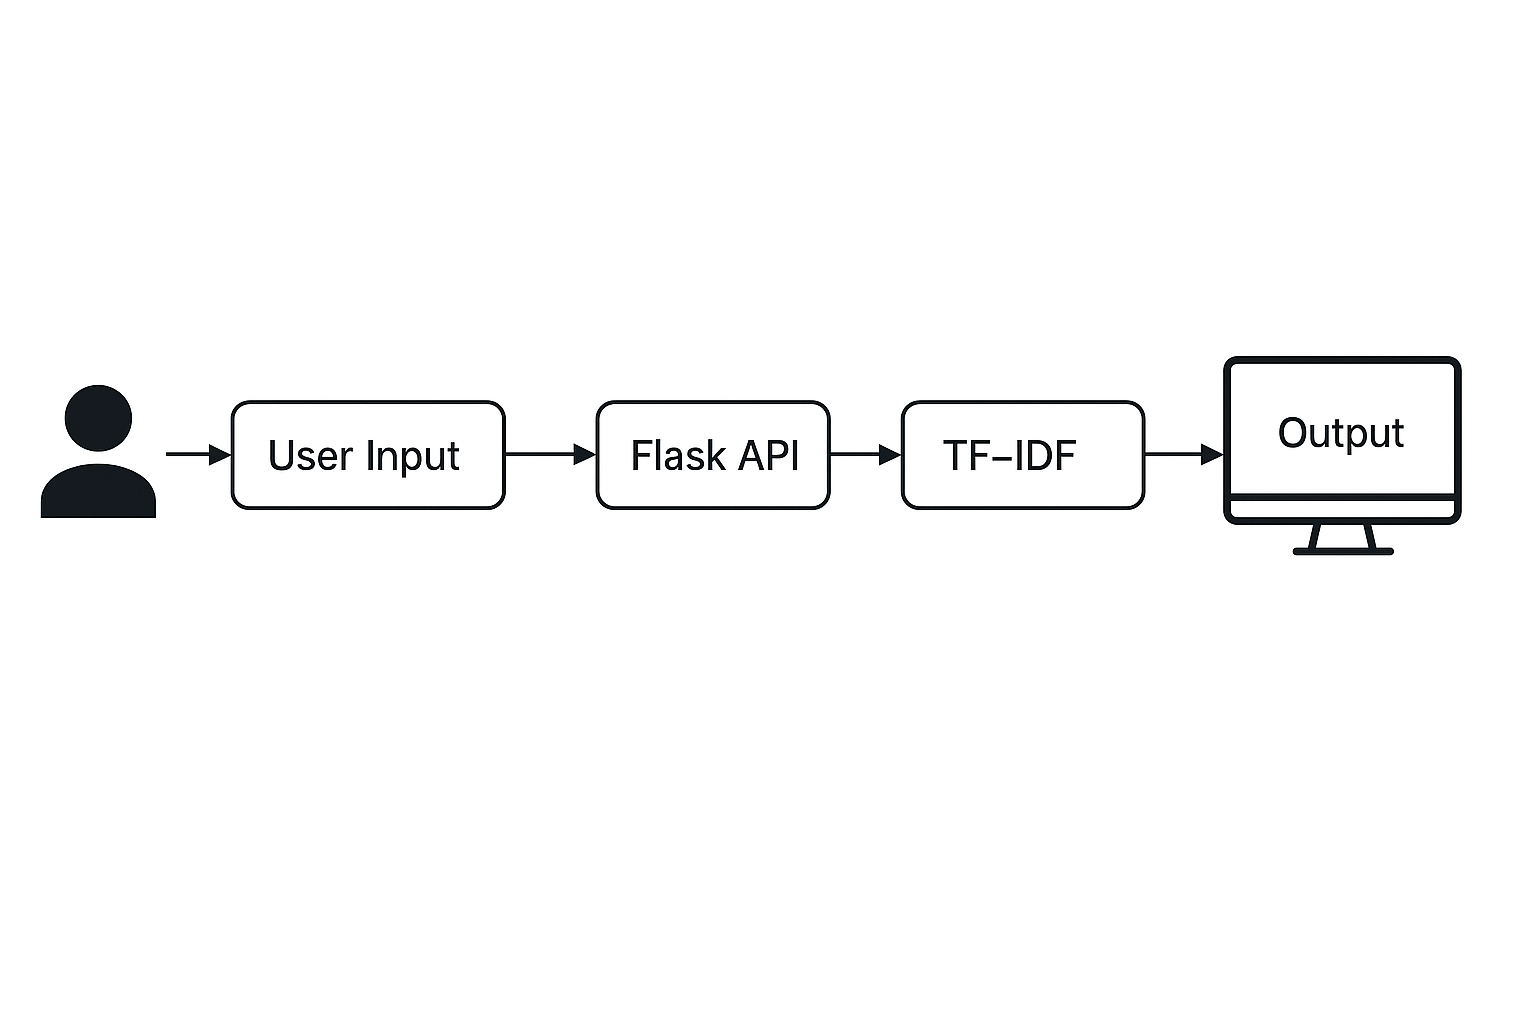 User Input
Flask API
TF–IDF
Output